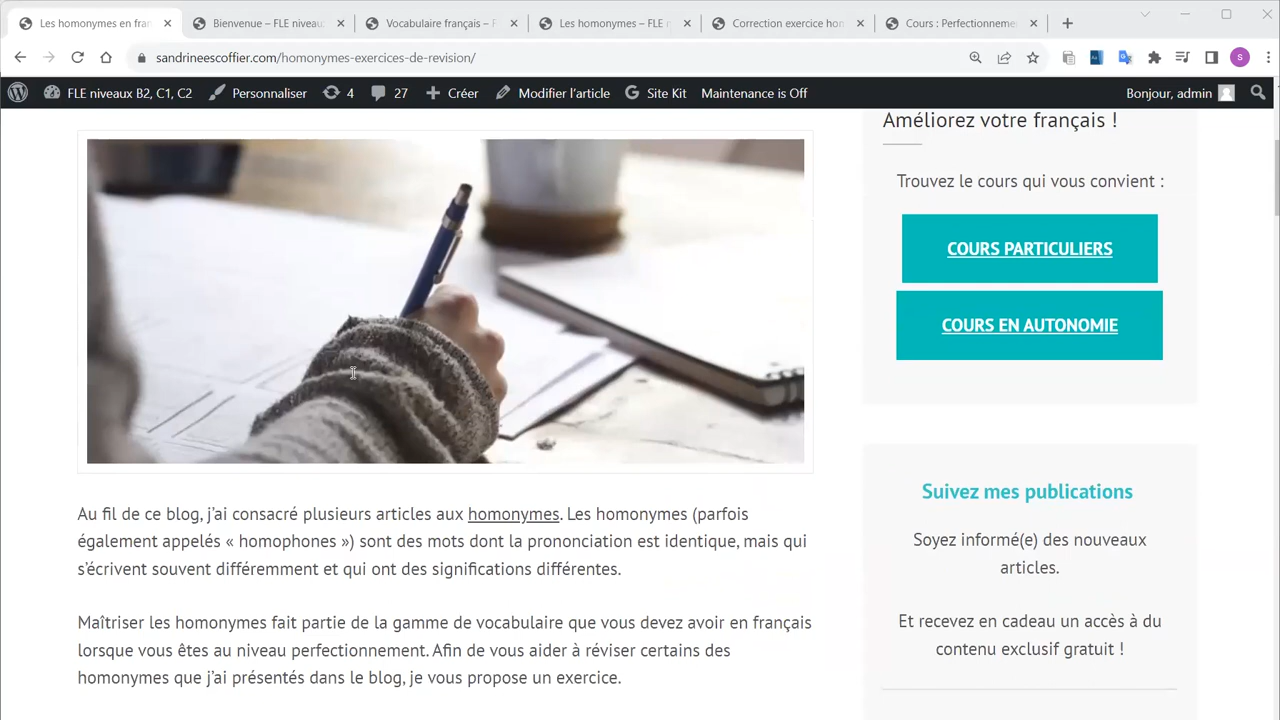 Les homonymes en fran
Bienvenue – FLE niveau
Vocabulaire français – F
Les homonymes – FLE n
Correction exercice hon
Cours : Perfectionneme
sandrineescoffier.com/homonymes-exercices-de-revision/
S
FLE niveaux B2, C1, C2
Personnaliser
4
27
Créer
Modifier l'article
Site Kit
Maintenance is Off
Bonjour, admin
Améliorez votre français !
Trouvez le cours qui vous convient :
COURS PARTICULIERS
COURS EN AUTONOMIE
Au fil de ce blog, j'ai consacré plusieurs articles aux homonymes. Les homonymes (parfois
également appelés « homophones ») sont des mots dont la prononciation est identique, mais qui
s'écrivent souvent différemment et qui ont des significations différentes.
Maîtriser les homonymes fait partie de la gamme de vocabulaire que vous devez avoir en français
lorsque vous êtes au niveau perfectionnement. Afin de vous aider à réviser certains des
homonymes que j'ai présentés dans le blog, je vous propose un exercice.
Suivez mes publications
Soyez informé(e) des nouveaux
articles.
Et recevez en cadeau un accès à du
contenu exclusif gratuit !